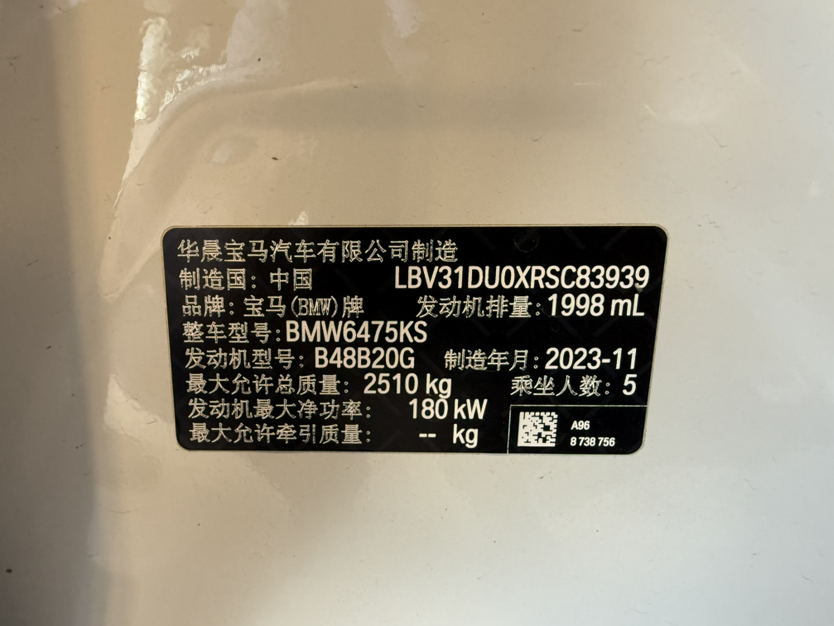 华晨宝马汽车有限公司制造
制造国：中国 LBV31DU0XRSC83939
品牌：宝马(BMW)牌 发动机排量：1998 mL
整车型号：BMW6475KS
发动机型号：B48B20G 制造年月：2023-11
最大允许总质量：2510 kg 乘坐人数：5
发动机最大净功率：180 kW
最大允许牵引质量：-- kg
A96
8 738 756